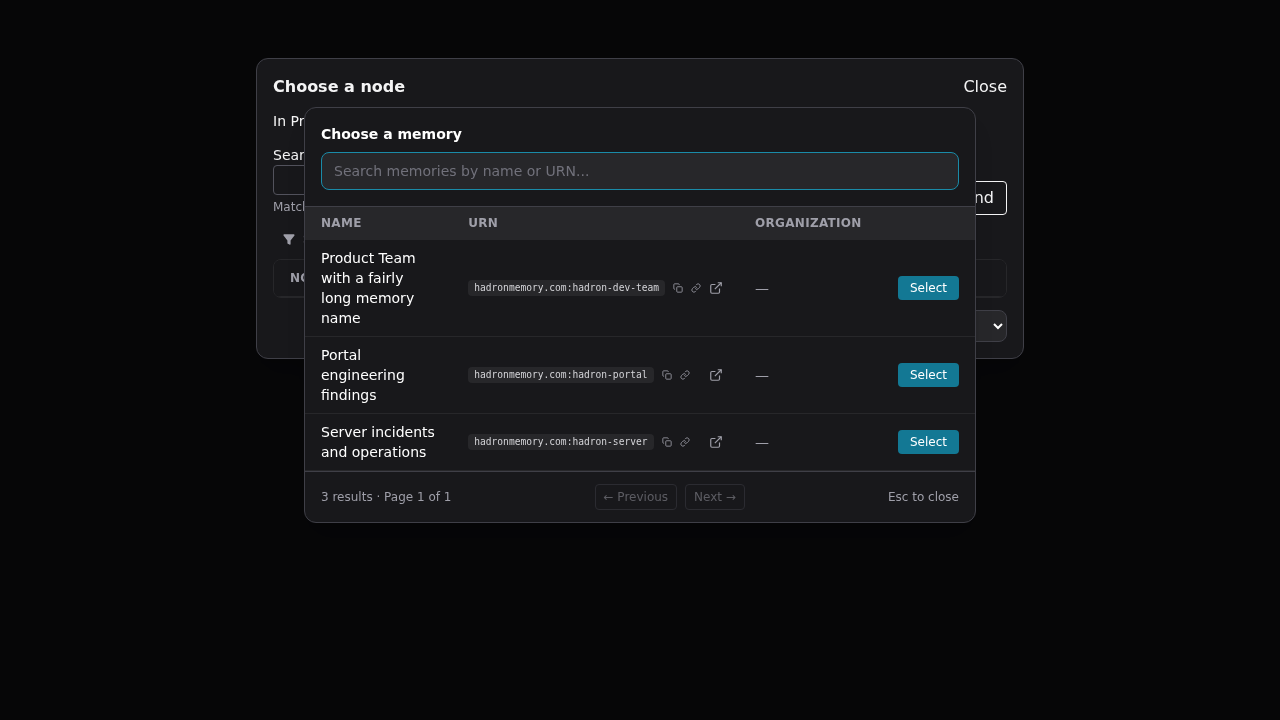 Choose a node
Close
In Pr
Choose a memory
Search memories by name or URN...
Sear
Matc
nd
NAME URN ORGANIZATION
NO
Product Team
with a fairly
long memory
name
hadronmemory.com:hadron-dev-team — Select
Portal
engineering
findings
hadronmemory.com:hadron-portal — Select
Server incidents
and operations
hadronmemory.com:hadron-server — Select
3 results · Page 1 of 1 ← Previous Next → Esc to close